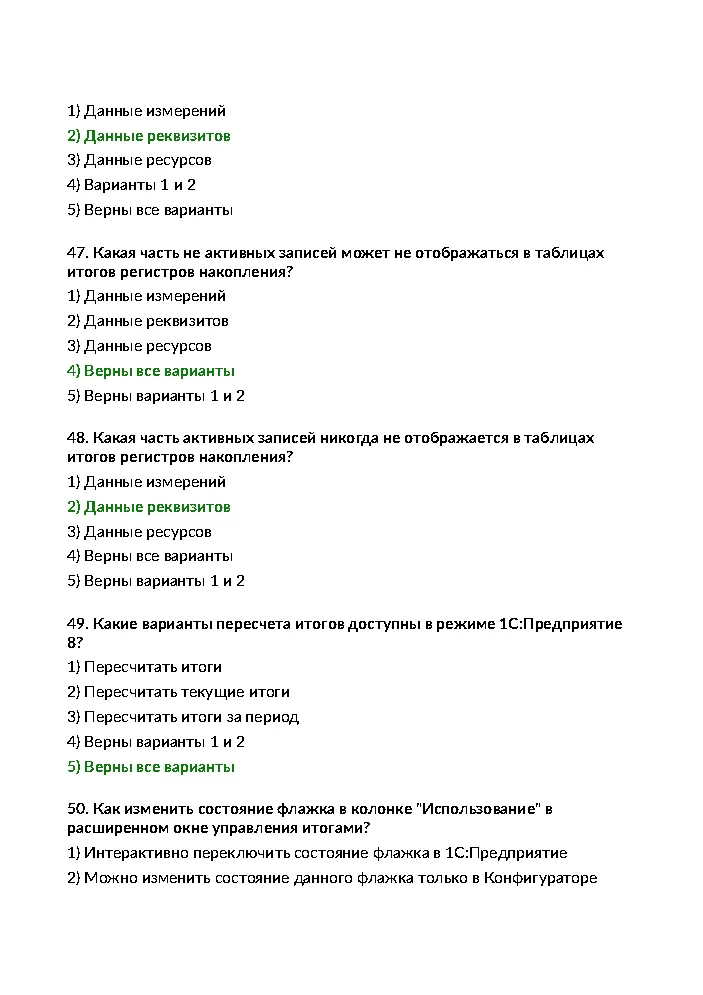 1) Данные измерений
2) Данные реквизитов
3) Данные ресурсов
4) Варианты 1 и 2
5) Верны все варианты
47. Какая часть не активных записей может не отображаться в таблицах
итогов регистров накопления?
1) Данные измерений
2) Данные реквизитов
3) Данные ресурсов
4) Верны все варианты
5) Верны варианты 1 и 2
48. Какая часть активных записей никогда не отображается в таблицах
итогов регистров накопления?
1) Данные измерений
2) Данные реквизитов
3) Данные ресурсов
4) Верны все варианты
5) Верны варианты 1 и 2
49. Какие варианты пересчета итогов доступны в режиме 1С:Предприятие
8?
1) Пересчитать итоги
2) Пересчитать текущие итоги
3) Пересчитать итоги за период
4) Верны варианты 1 и 2
5) Верны все варианты
50. Как изменить состояние флажка в колонке "Использование" в
расширенном окне управления итогами?
1) Интерактивно переключить состояние флажка в 1С:Предприятие
2) Можно изменить состояние данного флажка только в Конфигураторе